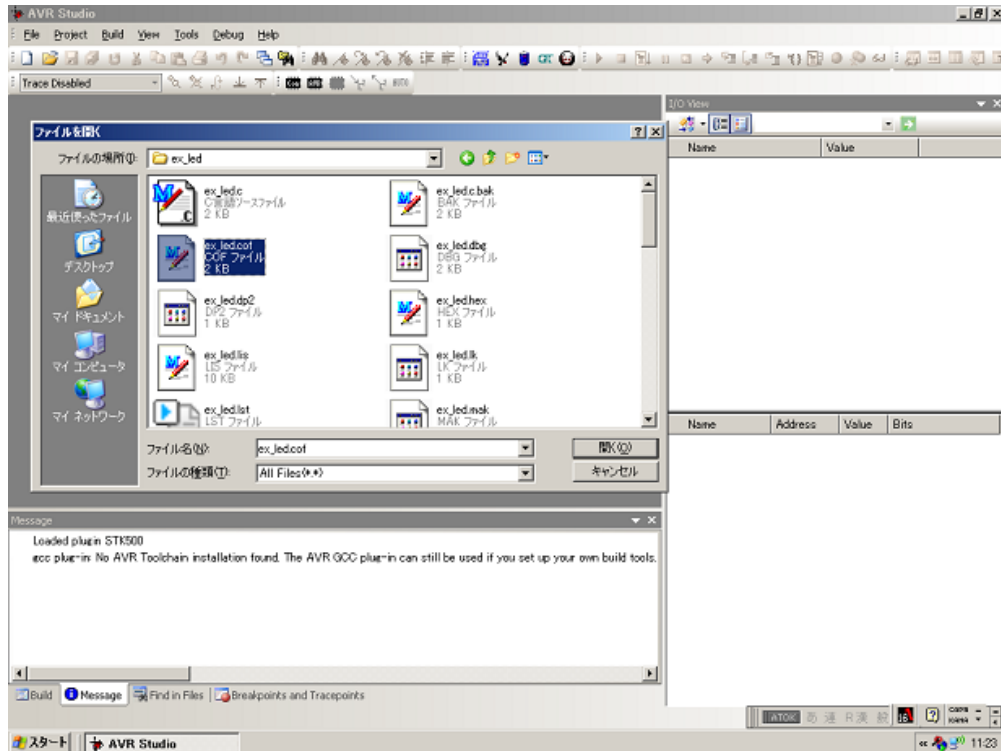 AVR Studio
File Project Build View Tools Debug Help
Trace Disabled
AUTO
I/O View
Name Value
ファイルを開く
ファイルの場所(I): ex_led
最近使ったファイル
デスクトップ
マイ ドキュメント
マイ コンピュータ
マイ ネットワーク
ex_led.c
C言語ソースファイル
2 KB
ex_led.c.bak
BAK ファイル
2 KB
ex_led.cof
COF ファイル
2 KB
ex_led.dbg
DBG ファイル
2 KB
ex_led.dp2
DP2 ファイル
1 KB
ex_led.hex
HEX ファイル
1 KB
ex_led.lis
LIS ファイル
10 KB
ex_led.lk
LK ファイル
1 KB
ex_led.lst
LST ファイル
ex_led.mak
MAK ファイル
ファイル名(N): ex_led.cof 開く(O)
ファイルの種類(T): All Files(*.*) キャンセル
Name Address Value Bits
Message
Loaded plugin STK500
gcc plug-in: No AVR Toolchain installation found. The AVR GCC plug-in can still be used if you set up your own build tools.
Build Message Find in Files Breakpoints and Tracepoints
ATOK あ 連 R漢 般 CAPS KANA
スタート AVR Studio 11:23